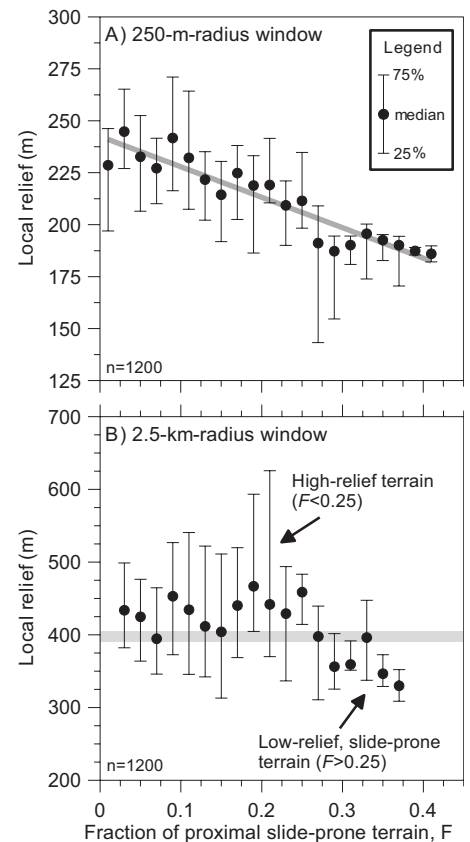 A) 250-m-radius window
Legend
75%
median
25%
300
275
250
225
200
175
150
125
Local relief (m)
n=1200
B) 2.5-km-radius window
High-relief terrain
(F<0.25)
700
600
500
400
300
200
Local relief (m)
Low-relief, slide-prone
terrain (F>0.25)
n=1200
0 0.1 0.2 0.3 0.4
Fraction of proximal slide-prone terrain, F